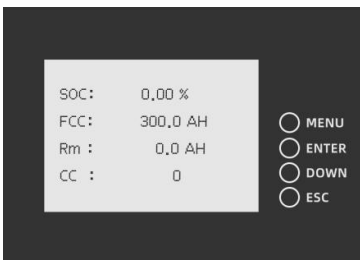 SOC: 0.00 %
FCC: 300.0 AH
Rm : 0.0 AH
CC : 0
MENU
ENTER
DOWN
ESC